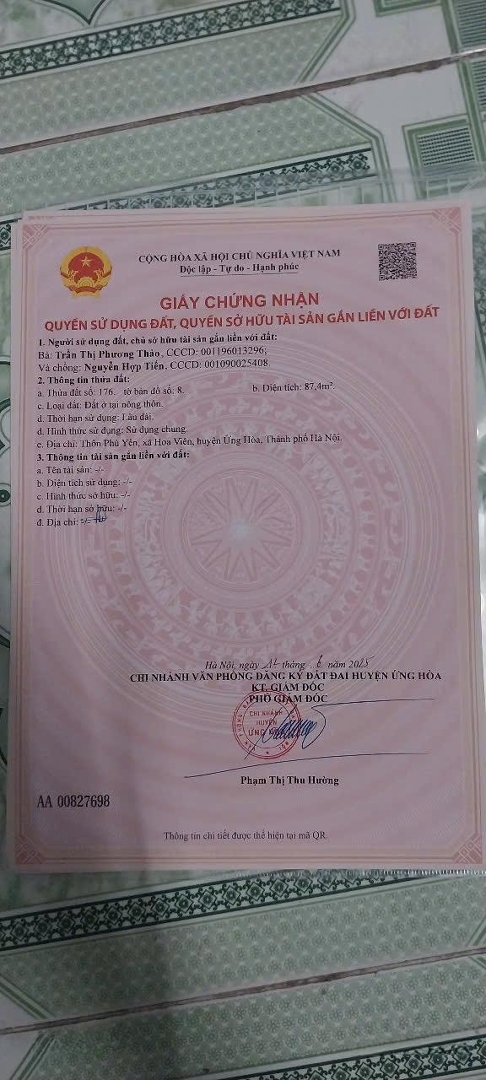 CỘNG HÒA XÃ HỘI CHỦ NGHĨA VIỆT NAM
Độc lập - Tự do - Hạnh phúc
GIẤY CHỨNG NHẬN
QUYỀN SỬ DỤNG ĐẤT, QUYỀN SỞ HỮU TÀI SẢN GẮN LIỀN VỚI ĐẤT
1. Người sử dụng đất, chủ sở hữu tài sản gắn liền với đất:
Bà: Trần Thị Phương Thảo, CCCD: 001196013296;
Và chồng: Nguyễn Hợp Tiến, CCCD: 001090025408.
2. Thông tin thửa đất:
a. Thửa đất số: 176, tờ bản đồ số: 8. b. Diện tích: 87,4m².
c. Loại đất: Đất ở tại nông thôn.
d. Thời hạn sử dụng: Lâu dài.
đ. Hình thức sử dụng: Sử dụng chung.
e. Địa chỉ: Thôn Phù Yên, xã Hoa Viên, huyện Ứng Hòa, Thành phố Hà Nội.
3. Thông tin tài sản gắn liền với đất:
a. Tên tài sản: -/-
b. Diện tích sử dụng: -/-
c. Hình thức sở hữu: -/-
d. Thời hạn sở hữu: -/-
đ. Địa chỉ: -/-
Hà Nội, ngày 12 tháng 6 năm 2025
CHI NHÁNH VĂN PHÒNG ĐĂNG KÝ ĐẤT ĐAI HUYỆN ỨNG HÒA
KT. GIÁM ĐỐC
PHÓ GIÁM ĐỐC
CHI NHÁNH
HUYỆN
Phạm Thị Thu Hường
AA 00827698
Thông tin chi tiết được thể hiện tại mã QR.